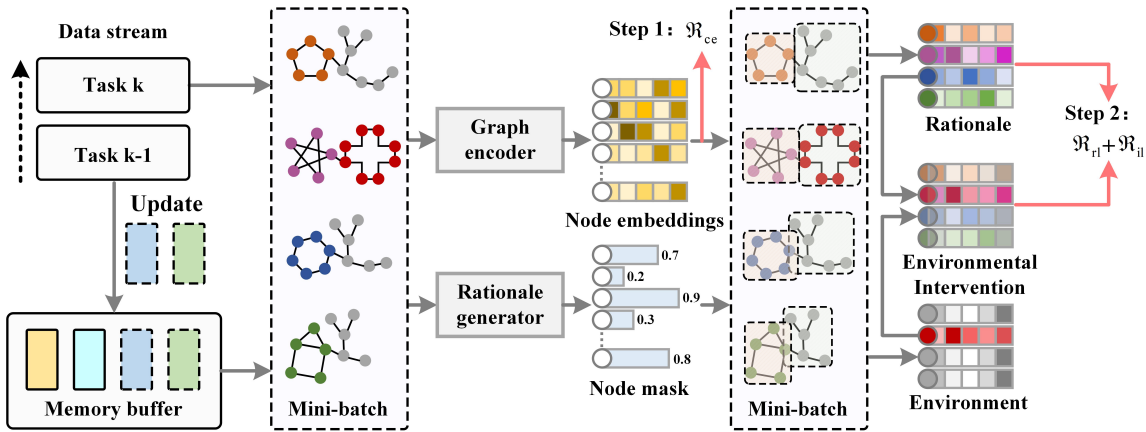 Data stream
Task k
Task k-1
Update
Memory buffer
Mini-batch
Graph
encoder
Rationale
generator
Step 1: ℜce
Node embeddings
0.7
0.2
0.9
0.3
0.8
Node mask
Mini-batch
Rationale
Step 2:
ℜrl+ℜil
Environmental
Intervention
Environment